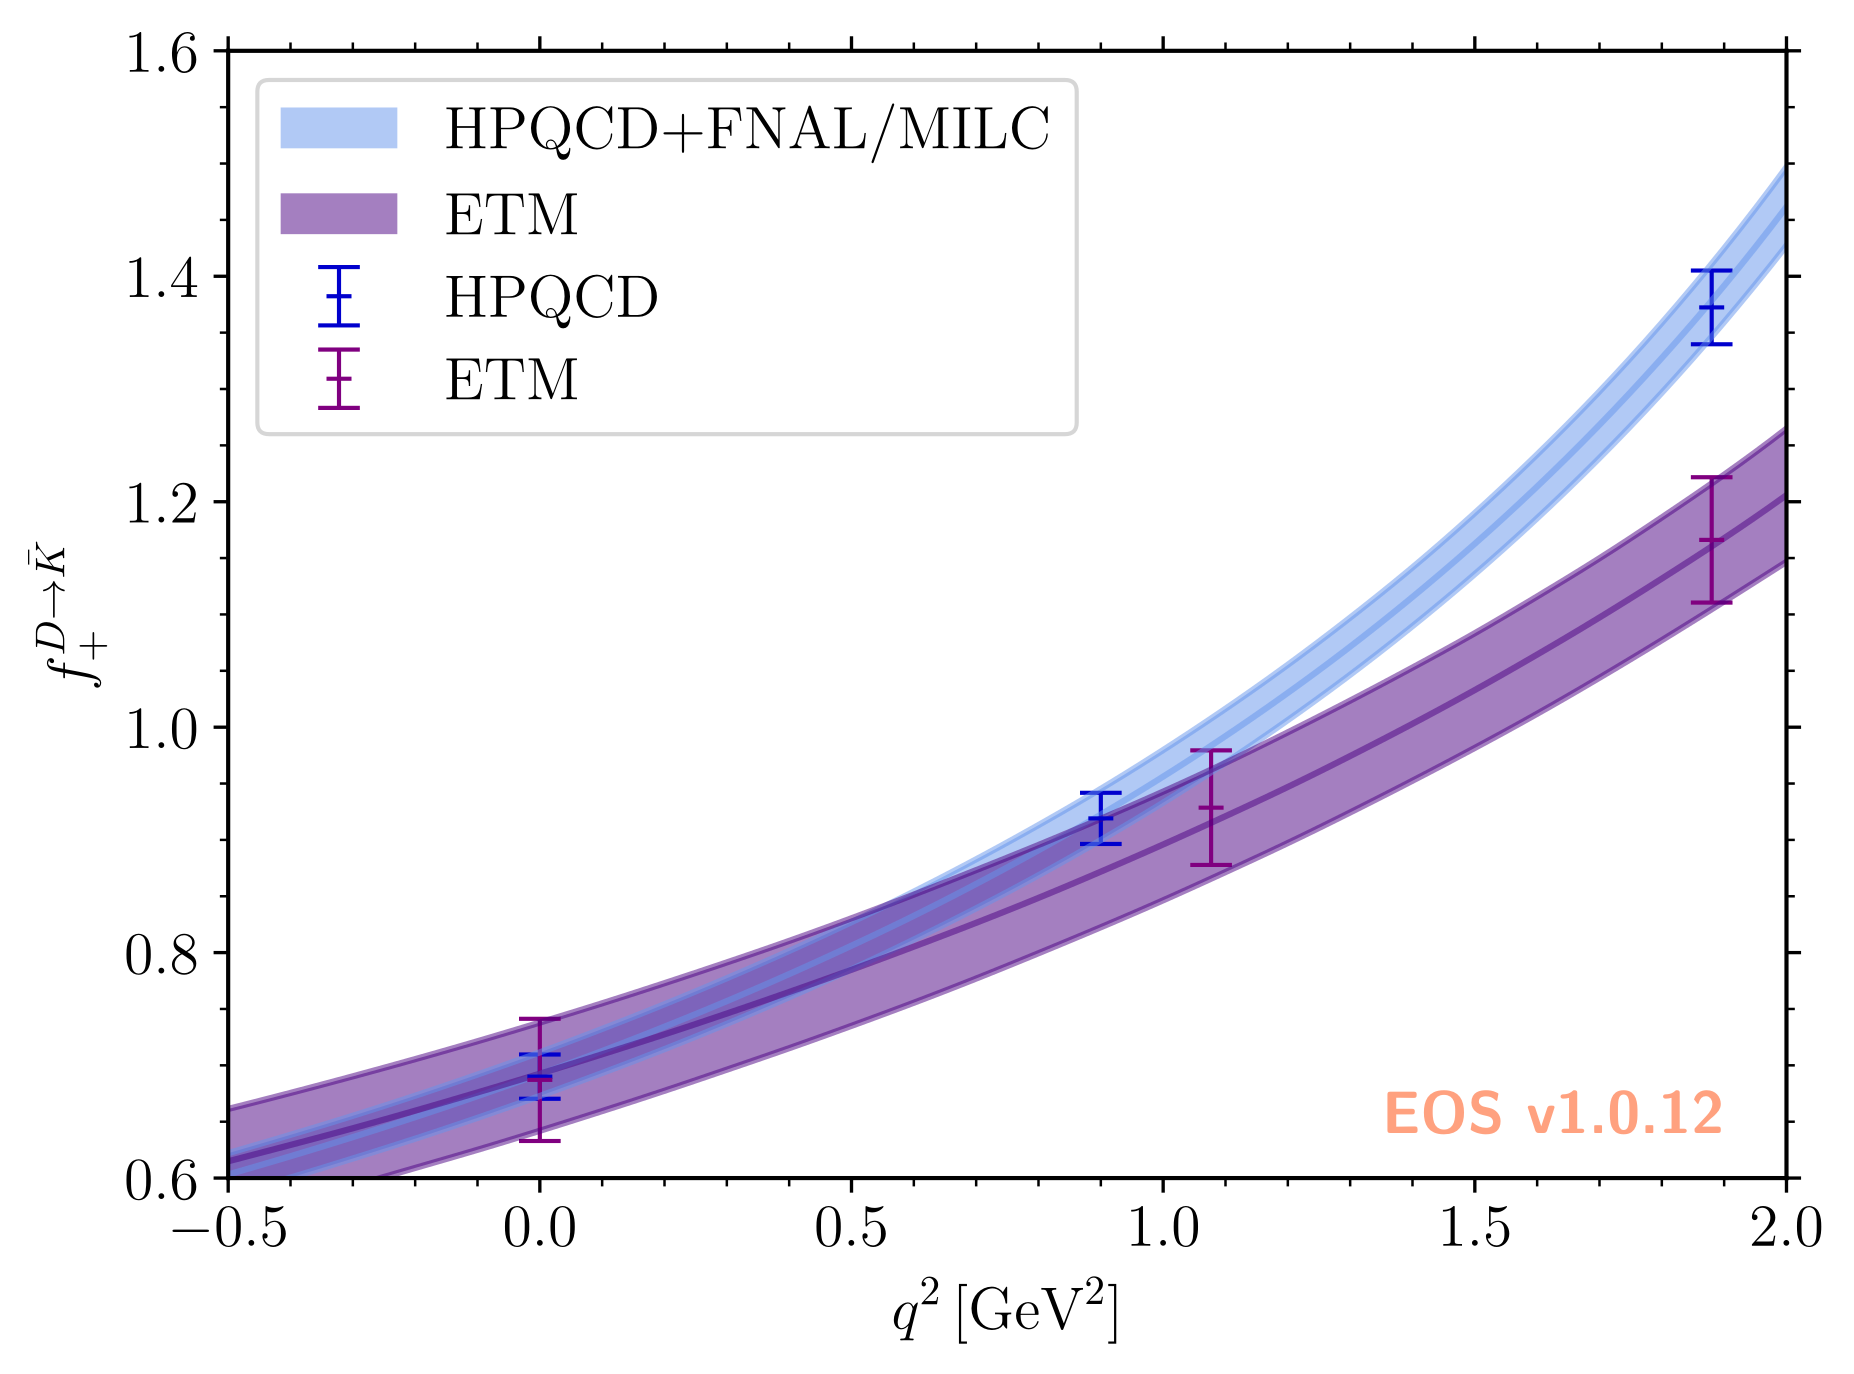 1.6
1.4
1.2
1.0
0.8
0.6
f₊^{D→K̄}
HPQCD+FNAL/MILC
ETM
HPQCD
ETM
EOS v1.0.12
−0.5 0.0 0.5 1.0 1.5 2.0
q² [GeV²]